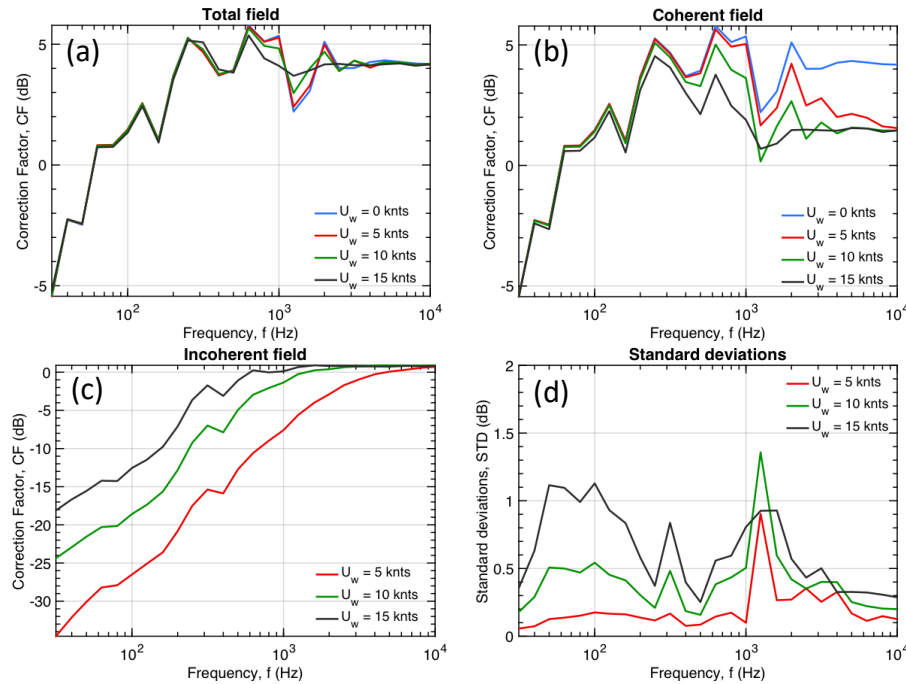 Total field
(a)
Correction Factor, CF (dB)
5
0
-5
U_w = 0 knts
U_w = 5 knts
U_w = 10 knts
U_w = 15 knts
10^2
10^3
10^4
Frequency, f (Hz)
Coherent field
(b)
Correction Factor, CF (dB)
5
0
-5
U_w = 0 knts
U_w = 5 knts
U_w = 10 knts
U_w = 15 knts
10^2
10^3
10^4
Frequency, f (Hz)
Incoherent field
(c)
Correction Factor, CF (dB)
0
-5
-10
-15
-20
-25
-30
U_w = 5 knts
U_w = 10 knts
U_w = 15 knts
10^2
10^3
10^4
Frequency, f (Hz)
Standard deviations
(d)
Standard deviations, STD (dB)
2
1.5
1
0.5
0
U_w = 5 knts
U_w = 10 knts
U_w = 15 knts
10^2
10^3
10^4
Frequency, f (Hz)